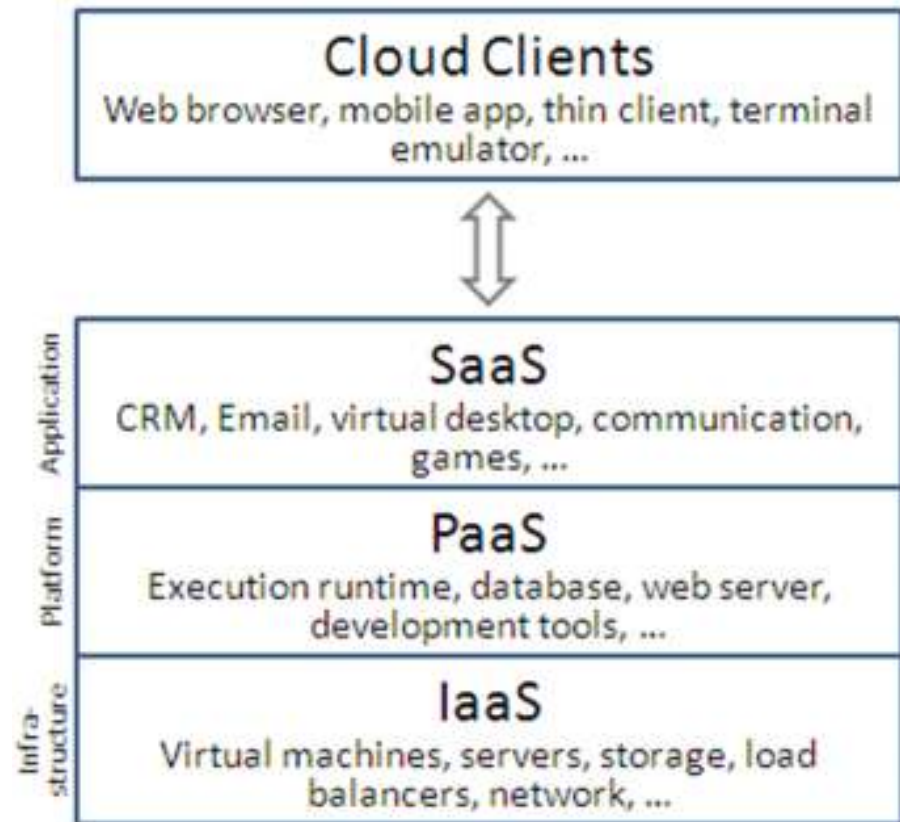 Cloud Clients
Web browser, mobile app, thin client, terminal
emulator, ...
Application
SaaS
CRM, Email, virtual desktop, communication,
games, ...
Platform
PaaS
Execution runtime, database, web server,
development tools, ...
Infra-
structure
IaaS
Virtual machines, servers, storage, load
balancers, network, ...